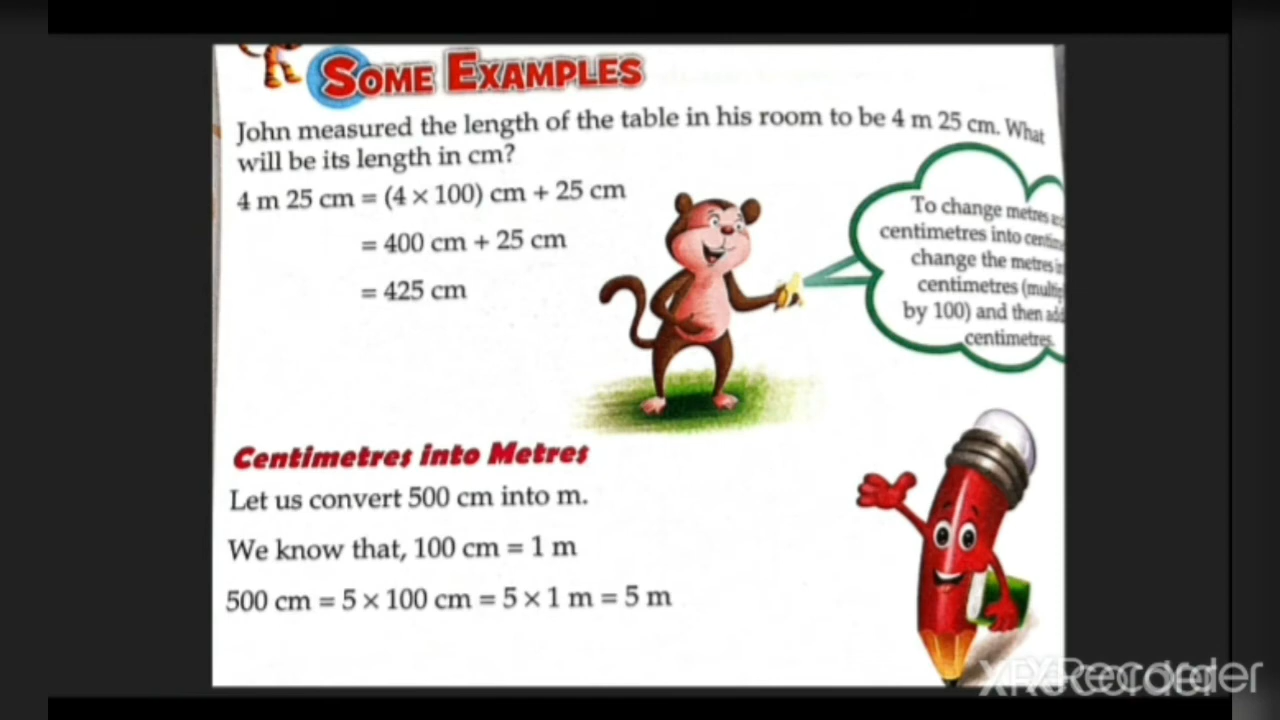 SOME EXAMPLES
John measured the length of the table in his room to be 4 m 25 cm. What
will be its length in cm?
4 m 25 cm = (4 × 100) cm + 25 cm
= 400 cm + 25 cm
= 425 cm
To change metres
centimetres into
change the metres
centimetres
by 100) and then
centimetres.
Centimetres into Metres
Let us convert 500 cm into m.
We know that, 100 cm = 1 m
500 cm = 5 × 100 cm = 5 × 1 m = 5 m
XRecorder